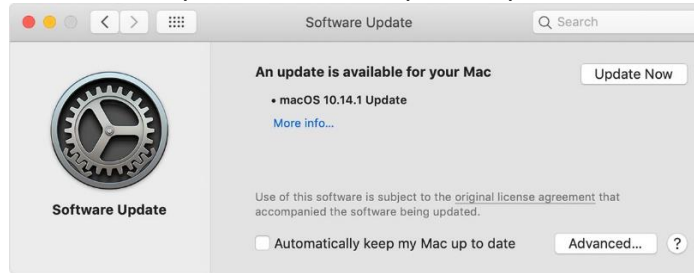 Software Update
Search
An update is available for your Mac
Update Now
• macOS 10.14.1 Update
More info...
Use of this software is subject to the original license agreement that
accompanied the software being updated.
Software Update
Automatically keep my Mac up to date
Advanced...
?